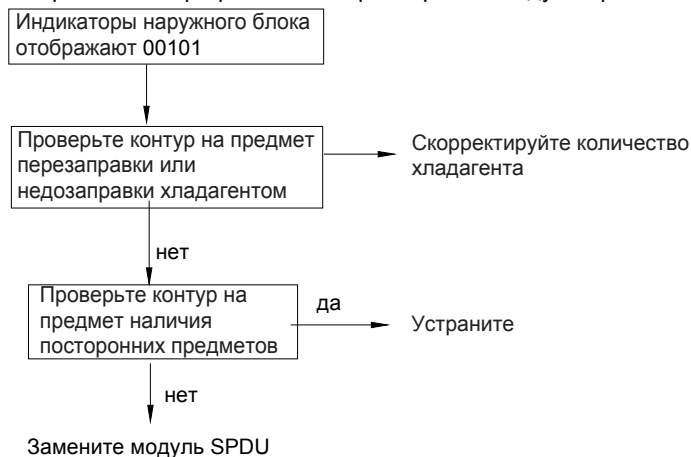 Индикаторы наружного блока
отображают 00101
Проверьте контур на предмет
перезаправки или
недозаправки хладагентом
Скорректируйте количество
хладагента
нет
Проверьте контур на
предмет наличия
посторонних предметов
да
Устраните
нет
Замените модуль SPDU